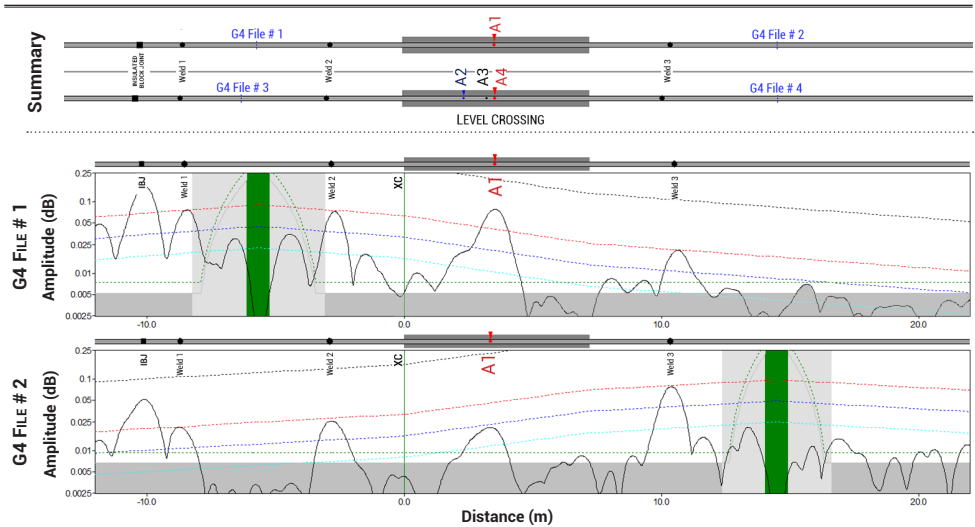 Summary
G4 File # 1
G4 File # 2
A1
INSULATED
BLOCK JOINT
Weld 1
Weld 2
Weld 3
A2
A3
A4
G4 File # 3
G4 File # 4
LEVEL CROSSING
G4 FILE # 1
Amplitude (dB)
0.25
0.1
0.05
0.025
0.01
0.005
0.0025
IBJ
Weld 1
Weld 2
XC
A1
Weld 3
-10.0
0.0
10.0
20.0
G4 FILE # 2
Amplitude (dB)
0.25
0.1
0.05
0.025
0.01
0.005
0.0025
IBJ
Weld 1
Weld 2
XC
A1
Weld 3
-10.0
0.0
10.0
20.0
Distance (m)